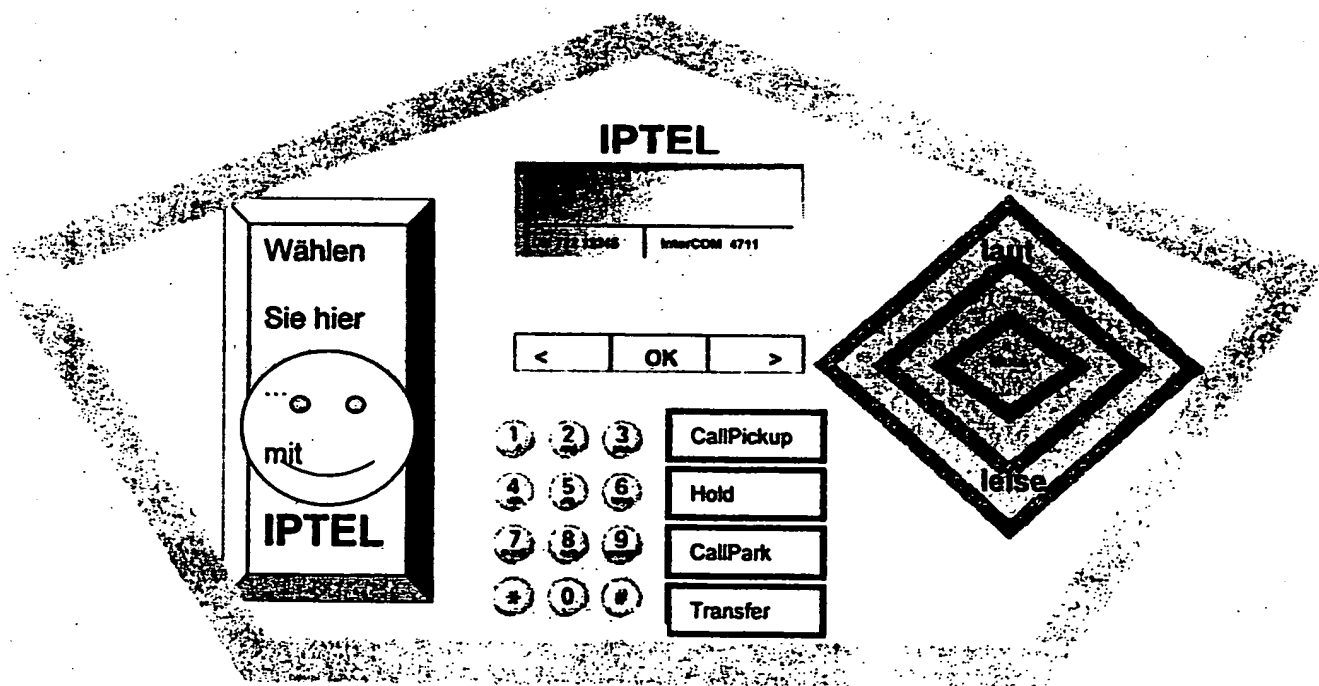 IPTEL
InterCOM 4711
Wählen
Sie hier
...
mit
IPTEL
< OK >
1 2 3
4 5 6
7 8 9
* 0 #
CallPickup
Hold
CallPark
Transfer
laut
leise